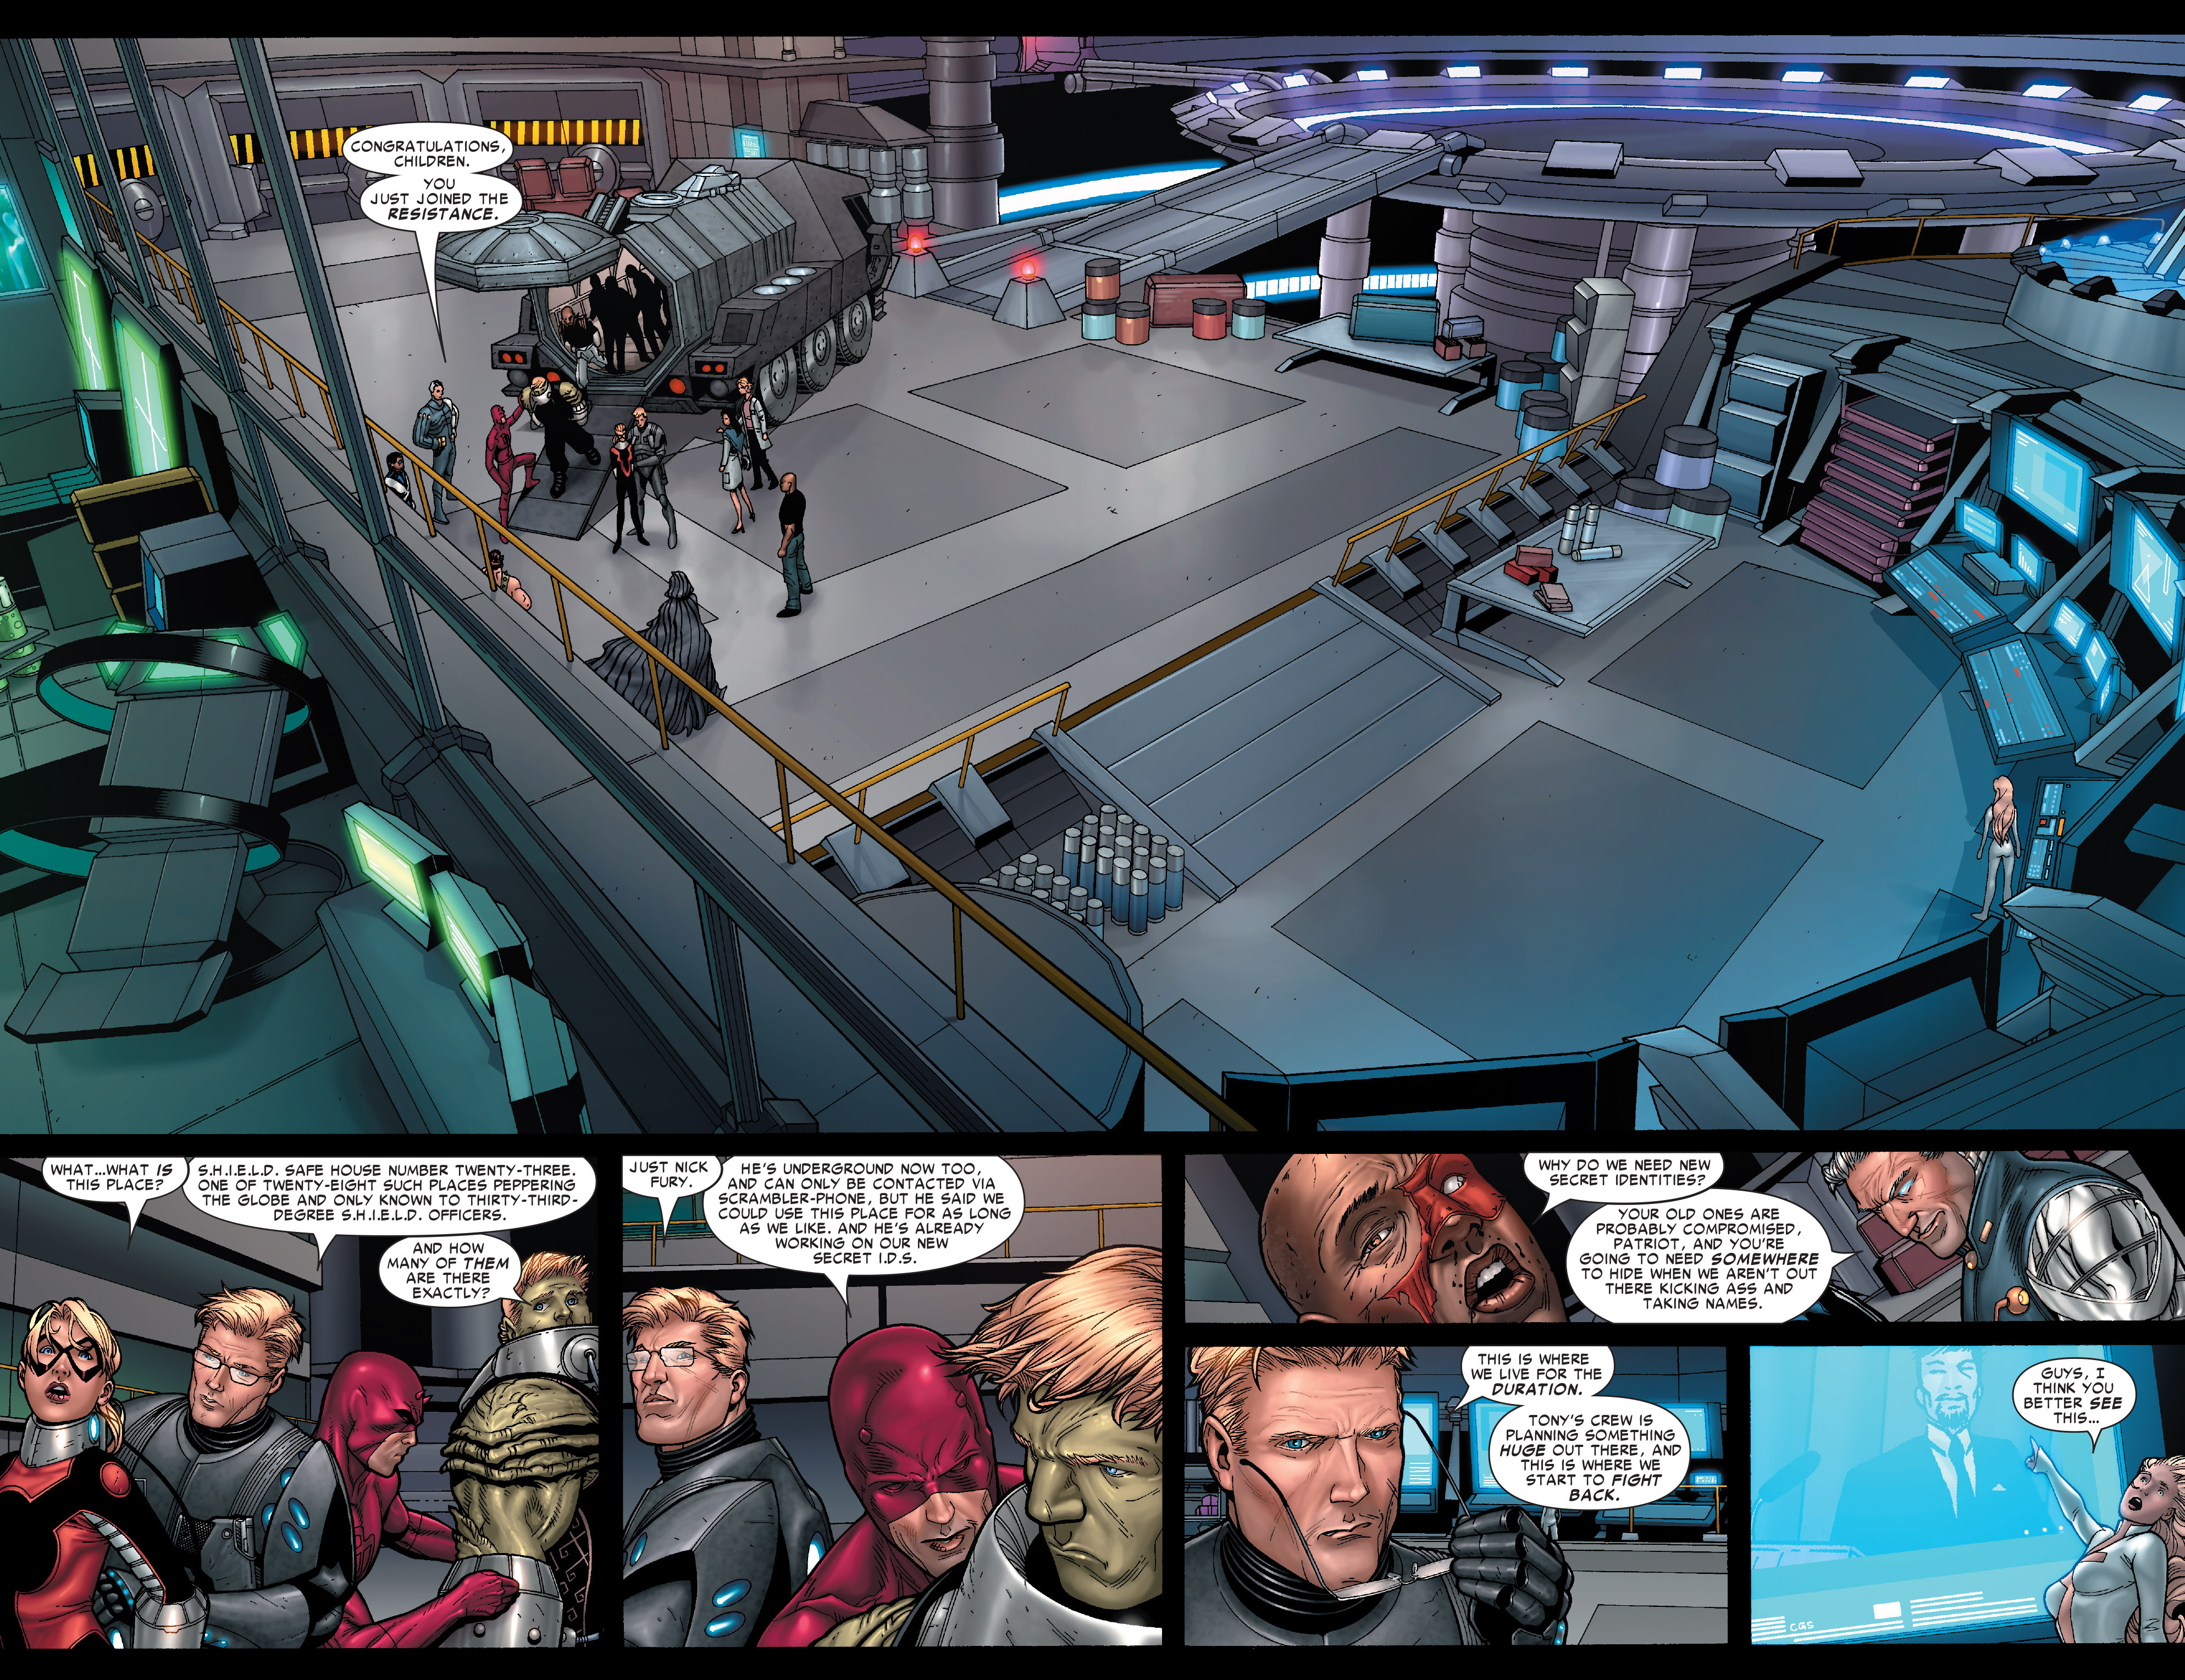 CONGRATULATIONS,
CHILDREN.
YOU
JUST JOINED THE
RESISTANCE.
WHAT...WHAT IS
THIS PLACE?
S.H.I.E.L.D. SAFE HOUSE NUMBER TWENTY-THREE.
ONE OF TWENTY-EIGHT SUCH PLACES PEPPERING
THE GLOBE AND ONLY KNOWN TO THIRTY-THIRD-
DEGREE S.H.I.E.L.D. OFFICERS.
AND HOW
MANY OF THEM
ARE THERE
EXACTLY?
JUST NICK
FURY.
HE'S UNDERGROUND NOW TOO,
AND CAN ONLY BE CONTACTED VIA
SCRAMBLER-PHONE, BUT HE SAID WE
COULD USE THIS PLACE FOR AS LONG
AS WE LIKE. AND HE'S ALREADY
WORKING ON OUR NEW
SECRET I.D.S.
WHY DO WE NEED NEW
SECRET IDENTITIES?
YOUR OLD ONES ARE
PROBABLY COMPROMISED,
PATRIOT, AND YOU'RE
GOING TO NEED SOMEWHERE
TO HIDE WHEN WE AREN'T OUT
THERE KICKING ASS AND
TAKING NAMES.
THIS IS WHERE
WE LIVE FOR THE
DURATION.
TONY'S CREW IS
PLANNING SOMETHING
HUGE OUT THERE, AND
THIS IS WHERE WE
START TO FIGHT
BACK.
GUYS, I
THINK YOU
BETTER SEE
THIS...
CGS